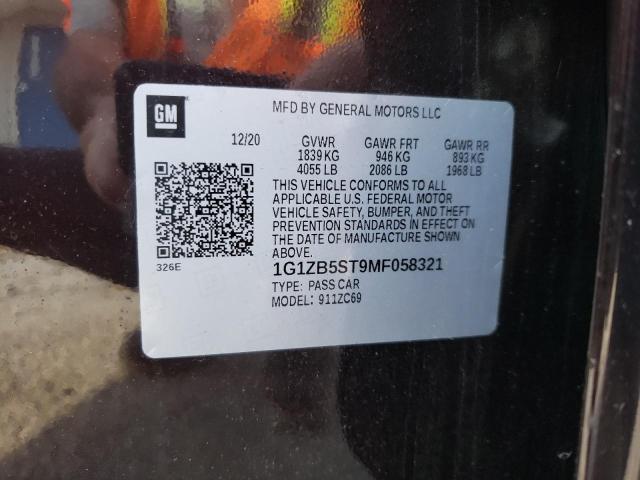 GM
MFD BY GENERAL MOTORS LLC
12/20 GVWR GAWR FRT GAWR RR
1839 KG 946 KG 893 KG
4055 LB 2086 LB 1968 LB
THIS VEHICLE CONFORMS TO ALL
APPLICABLE U.S. FEDERAL MOTOR
VEHICLE SAFETY, BUMPER, AND THEFT
PREVENTION STANDARDS IN EFFECT ON
THE DATE OF MANUFACTURE SHOWN
ABOVE.
326E
1G1ZB5ST9MF058321
TYPE: PASS CAR
MODEL: 911ZC69